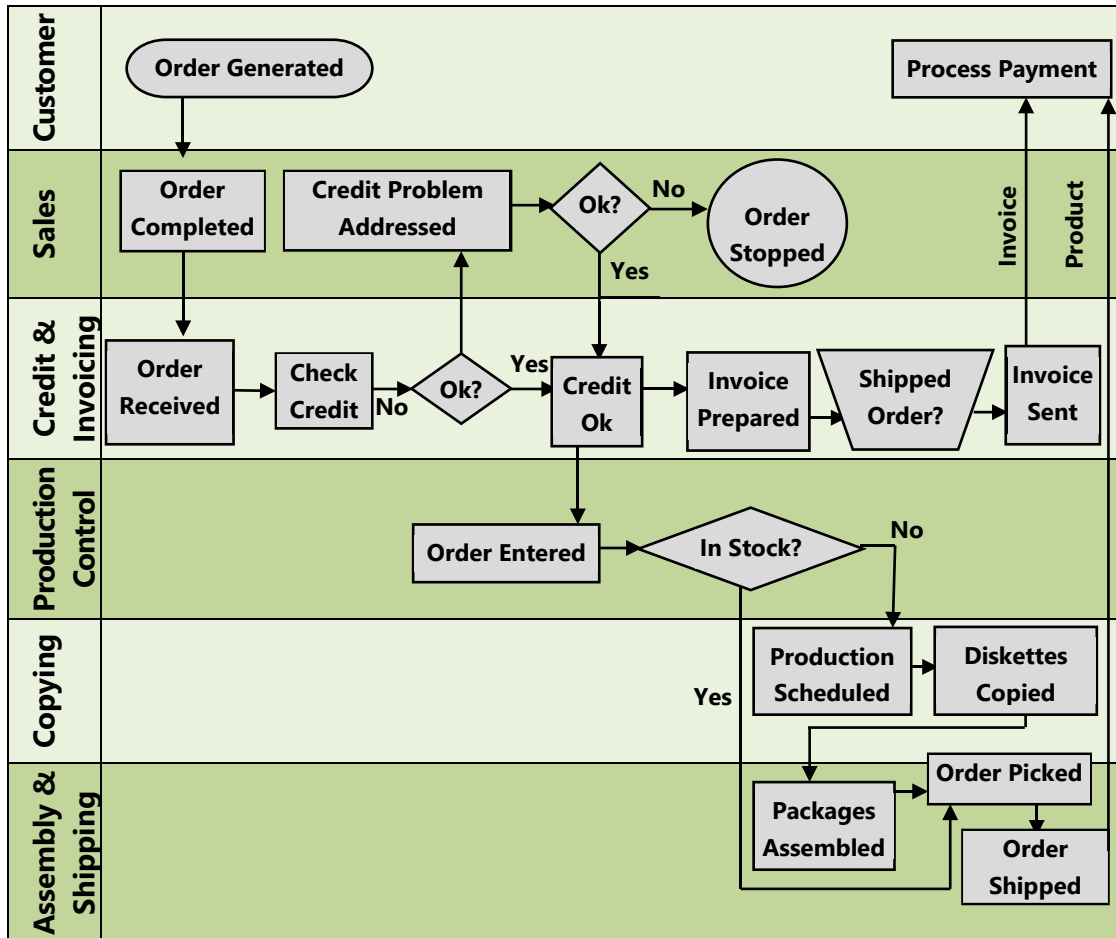 Customer
Order Generated
Process Payment
Sales
Order
Completed
Credit Problem
Addressed
Ok?
No
Order
Stopped
Yes
Invoice
Product
Credit &
Invoicing
Order
Received
Check
Credit
No
Ok?
Yes
Credit
Ok
Invoice
Prepared
Shipped
Order?
Invoice
Sent
Production
Control
Order Entered
In Stock?
No
Yes
Copying
Production
Scheduled
Diskettes
Copied
Assembly &
Shipping
Packages
Assembled
Order Picked
Order
Shipped